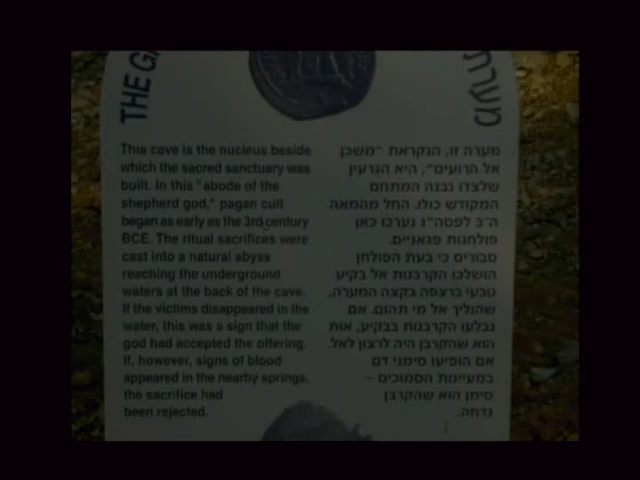 THE GA
מערת
This cave is the nucleus beside
which the sacred sanctuary was
built. In this "abode of the
shepherd god," pagan cult
began as early as the 3rd century
BCE. The ritual sacrifices were
cast into a natural abyss
reaching the underground
waters at the back of the cave.
If the victims disappeared in the
water, this was a sign that the
god had accepted the offering.
If, however, signs of blood
appeared in the nearby springs,
the sacrifice had
been rejected.
מערה זו, הנקראת "משכן
אל הרועים", היא הגרעין
שלצדו נבנה המתחם
המקודש כולו. החל מהמאה
ה־3 לפסה"נ נערכו כאן
פולחנות פגאניים.
סבורים כי בעת הפולחן
הושלכו הקרבנות אל בקיע
טבעי ברצפה בקצה המערה,
שהוליך אל מי תהום. אם
נבלעו הקרבנות בבקיע, אות
הוא שהקרבן היה לרצון לאל.
אם הופיעו סימני דם
במעיינות הסמוכים –
סימן הוא שהקרבן
נדחה.